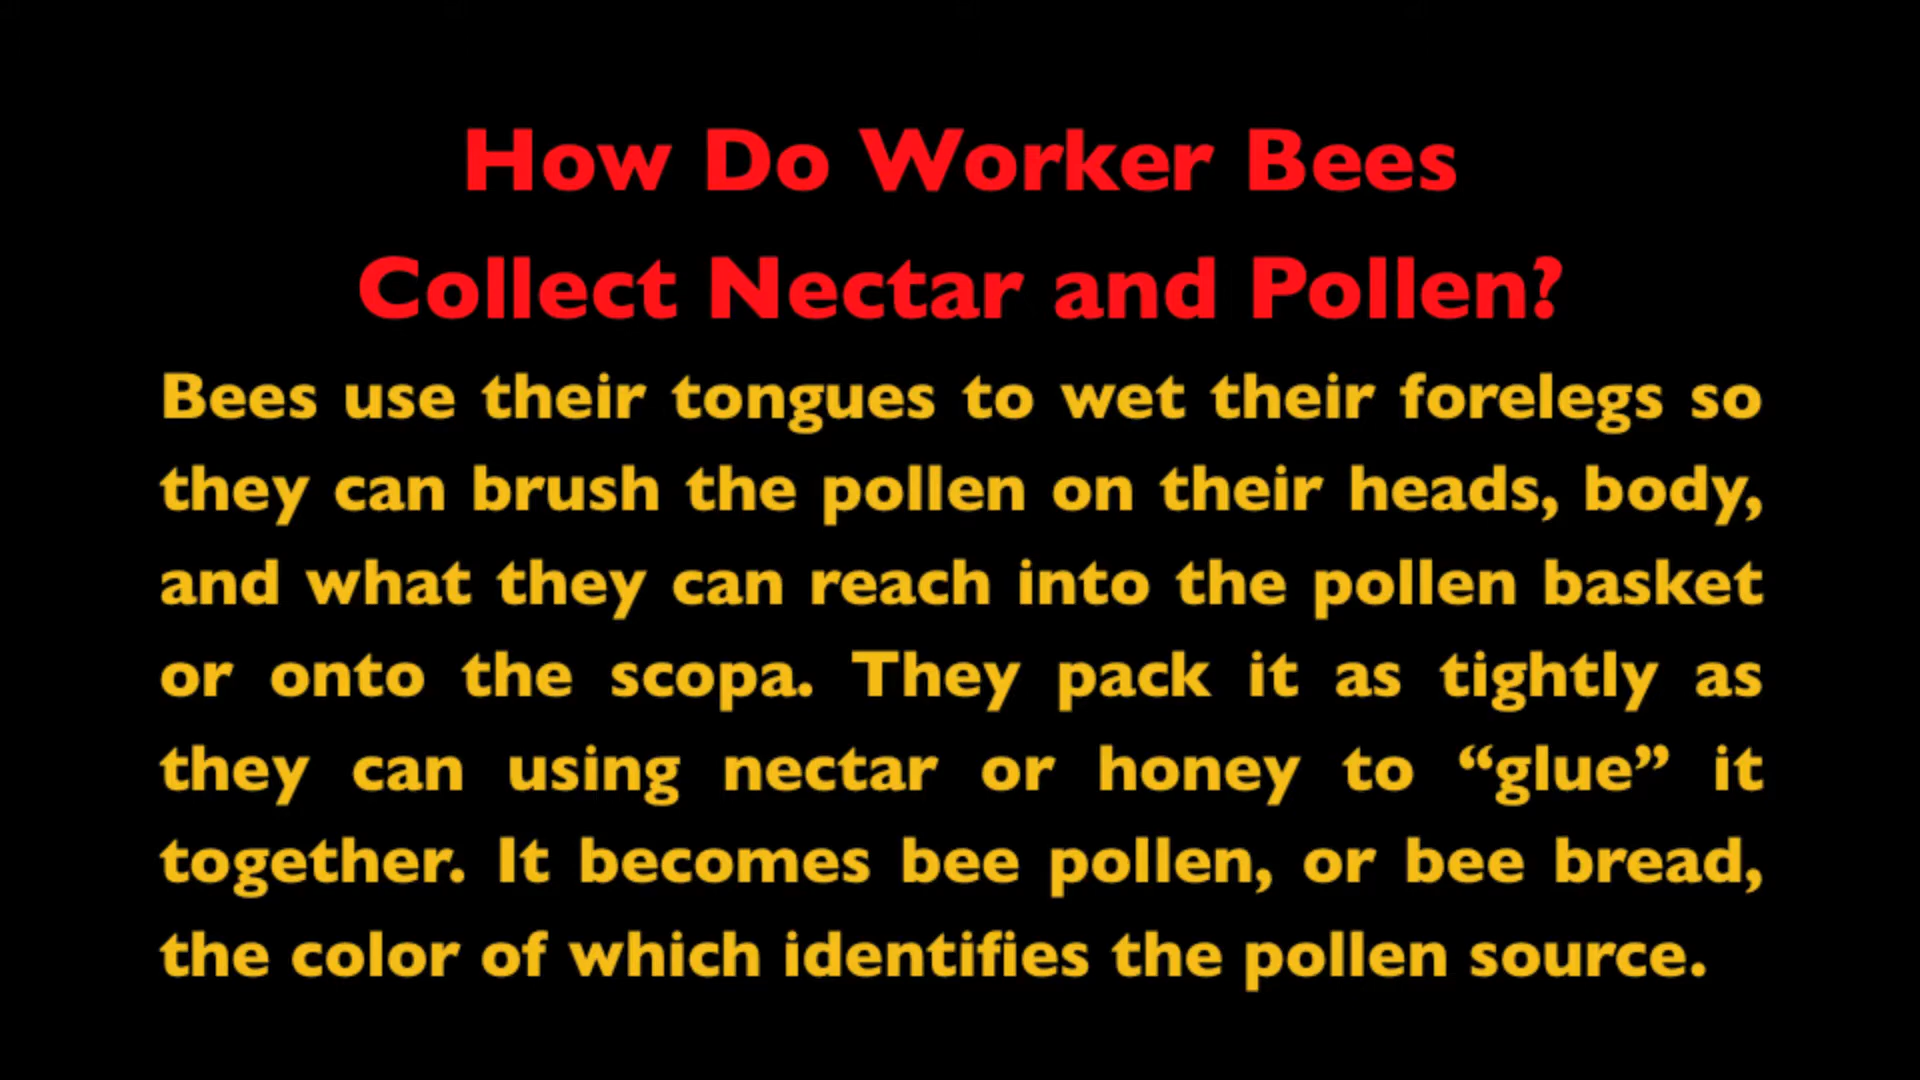 How Do Worker Bees
Collect Nectar and Pollen?
Bees use their tongues to wet their forelegs so
they can brush the pollen on their heads, body,
and what they can reach into the pollen basket
or onto the scopa. They pack it as tightly as
they can using nectar or honey to “glue” it
together. It becomes bee pollen, or bee bread,
the color of which identifies the pollen source.